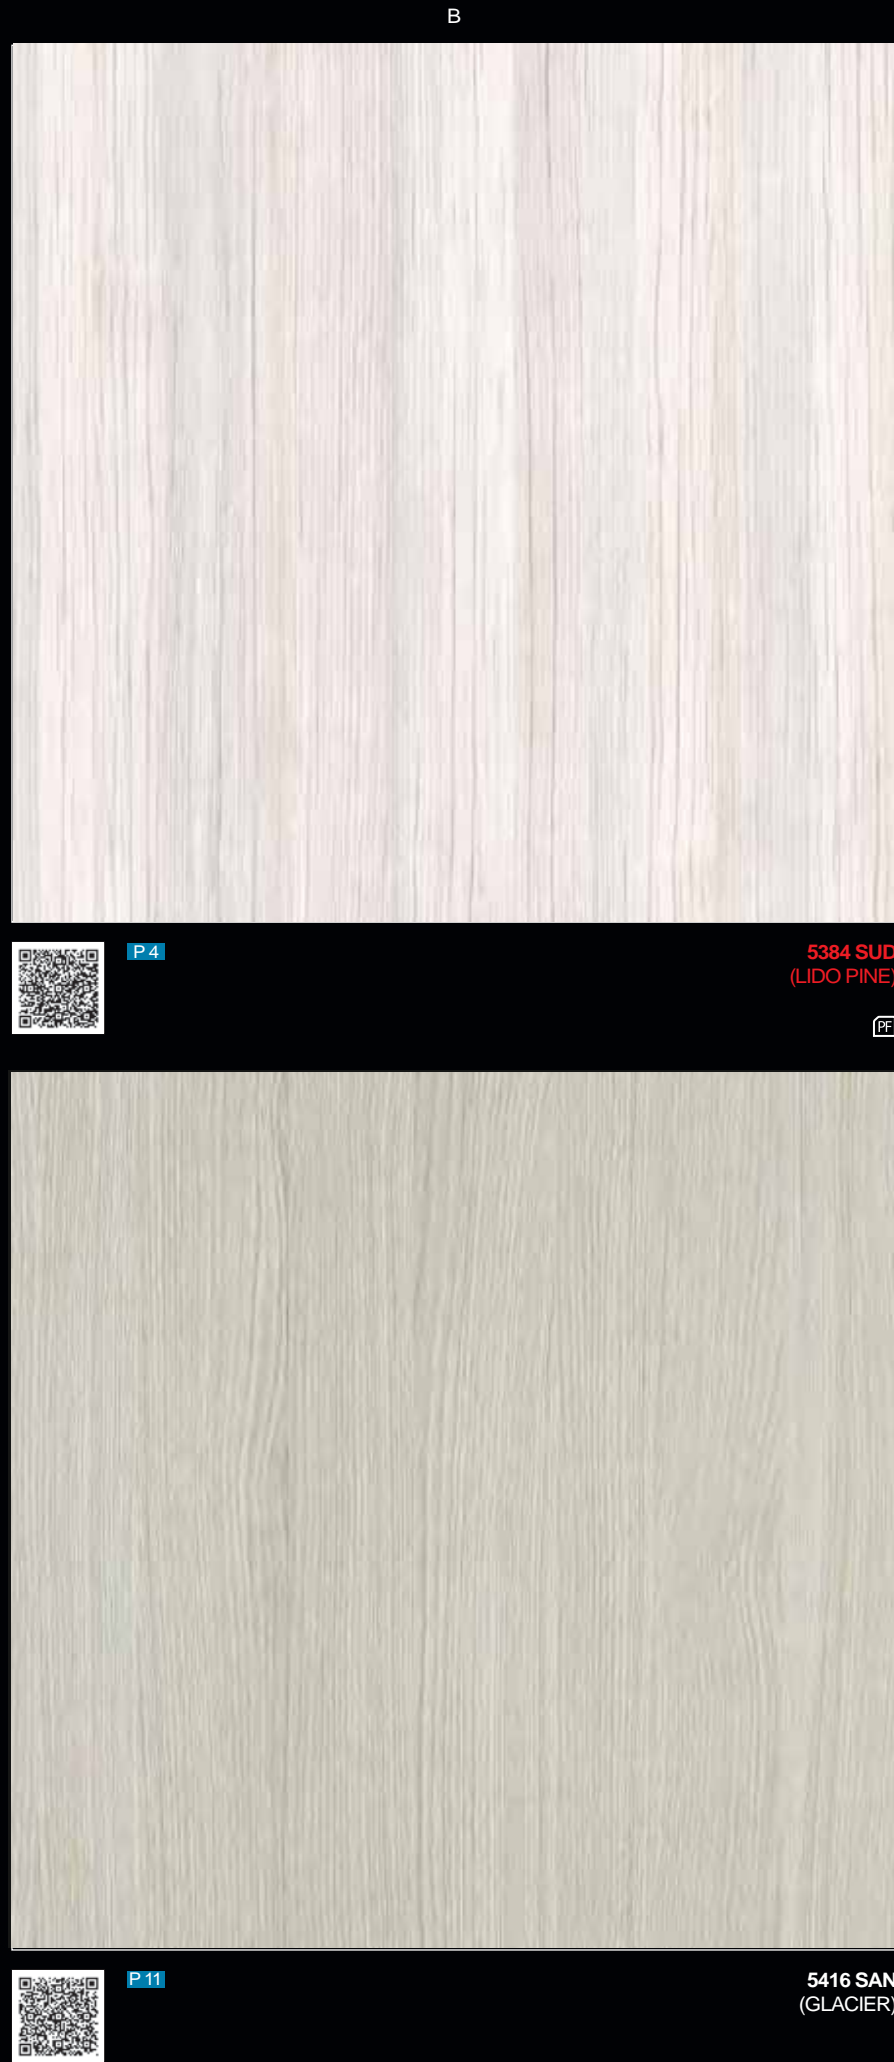 B
P 4
5384 SUD
(LIDO PINE)
PF
P 11
5416 SAN
(GLACIER)